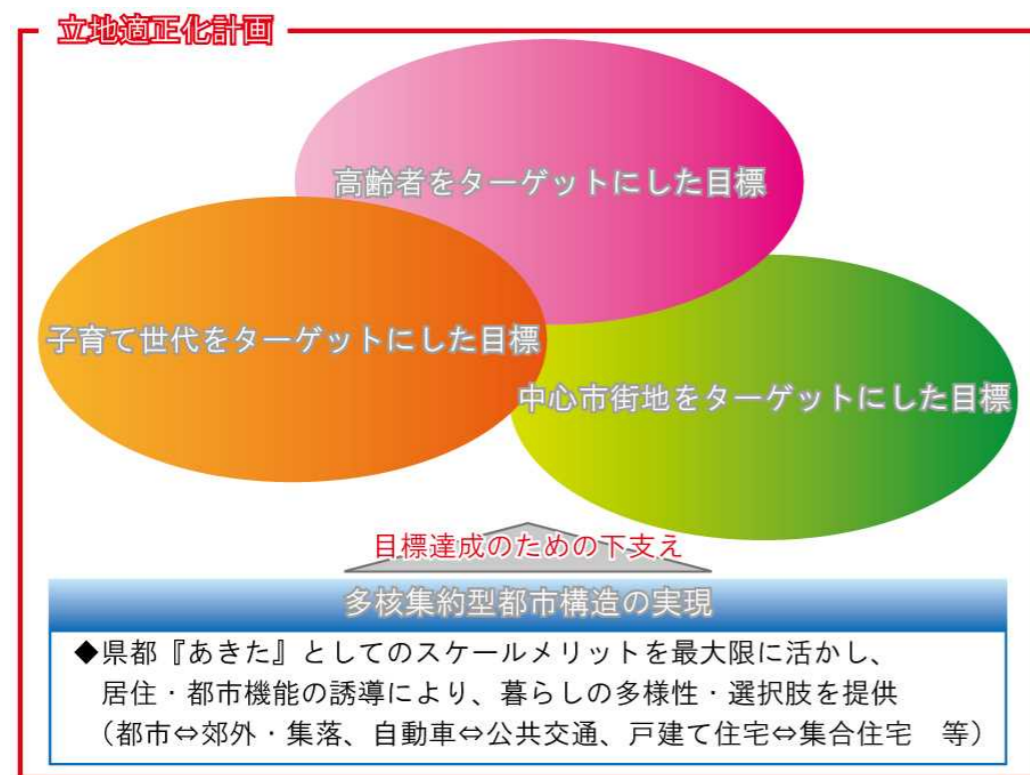 立地適正化計画
高齢者をターゲットにした目標
子育て世代をターゲットにした目標
中心市街地をターゲットにした目標
目標達成のための下支え
多核集約型都市構造の実現
◆県都『あきた』としてのスケールメリットを最大限に活かし、
居住・都市機能の誘導により、暮らしの多様性・選択肢を提供
（都市⇔郊外・集落、自動車⇔公共交通、戸建て住宅⇔集合住宅　等）